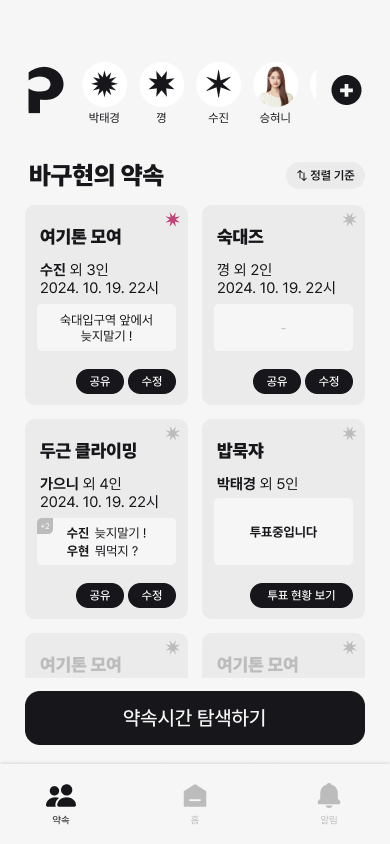 P
박태경
꼉
수진
승혀니
바구현의 약속
정렬 기준
여기톤 모여
수진 외 3인
2024. 10. 19. 22시
숙대입구역 앞에서
늦지말기 !
공유
수정
숙대즈
꼉 외 2인
2024. 10. 19. 22시
-
공유
수정
두근 클라이밍
가으니 외 4인
2024. 10. 19. 22시
+2
수진 늦지말기 !
우현 뭐먹지 ?
공유
수정
밥묵쟈
박태경 외 5인
투표중입니다
투표 현황 보기
여기톤 모여
여기톤 모여
약속시간 탐색하기
약속
홈
알림